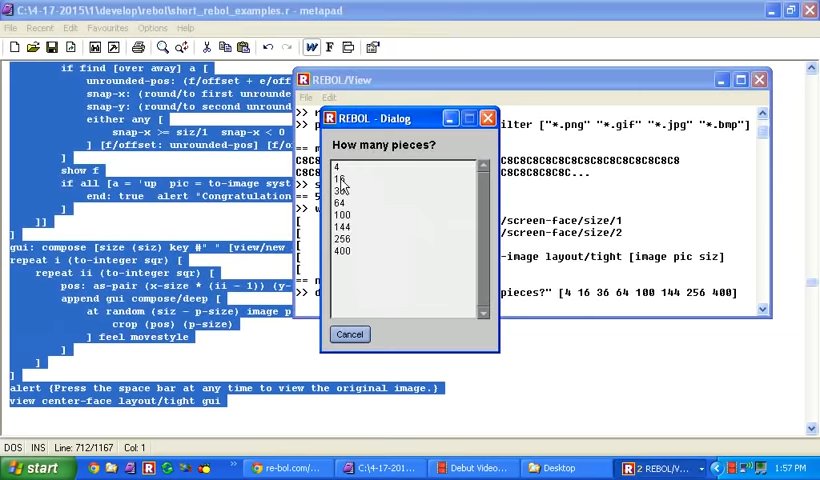 C:\4-17-2015\1\develop\rebol\short_rebol_examples.r - metapad
File Recent Edit Favourites Options Help
if find [over away] a [
unrounded-pos: (f/offset + e/off
snap-x: (round/to first unrounde
snap-y: (round/to second unround
either any [
snap-x >= siz/1 snap-x < 0
] [f/offset: unrounded-pos] [f/o
]
show f
if all [a = 'up pic = to-image system
end: true alert "Congratulation
]
]]
]
gui: compose [size (siz) key #" " [view/new
repeat i (to-integer sqr) [
repeat ii (to-integer sqr) [
pos: as-pair (x-size * (ii - 1)) (y-
append gui compose/deep [
at random (siz - p-size) image p
crop (pos) (p-size)
] feel movestyle
]
]
]
alert {Press the space bar at any time to view the original image.}
view center-face layout/tight gui
DOS INS Line: 712/1167 Col: 1
REBOL/View
File Edit
ilter ["*.png" "*.gif" "*.jpg" "*.bmp"]
C8C8C8C8C8C8C8C8C8C8C8C8C8C8
C8C8C8C8C...
/screen-face/size/1
/screen-face/size/2
-image layout/tight [image pic siz]
pieces?" [4 16 36 64 100 144 256 400]
REBOL - Dialog
How many pieces?
4
16
36
64
100
144
256
400
Cancel
start
re-bol.com/...
C:\4-17-201...
Debut Video...
Desktop
2 REBOL/V...
1:57 PM